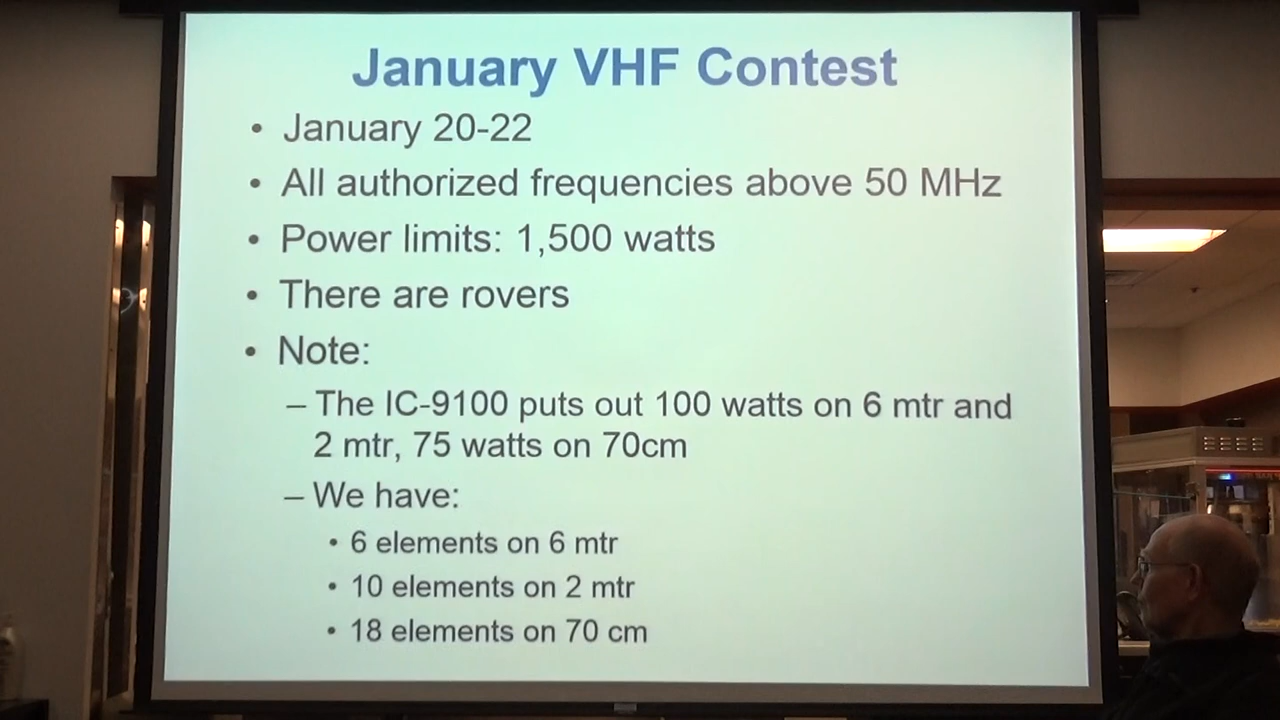 January VHF Contest
• January 20-22
• All authorized frequencies above 50 MHz
• Power limits: 1,500 watts
• There are rovers
• Note:
– The IC-9100 puts out 100 watts on 6 mtr and
2 mtr, 75 watts on 70cm
– We have:
• 6 elements on 6 mtr
• 10 elements on 2 mtr
• 18 elements on 70 cm